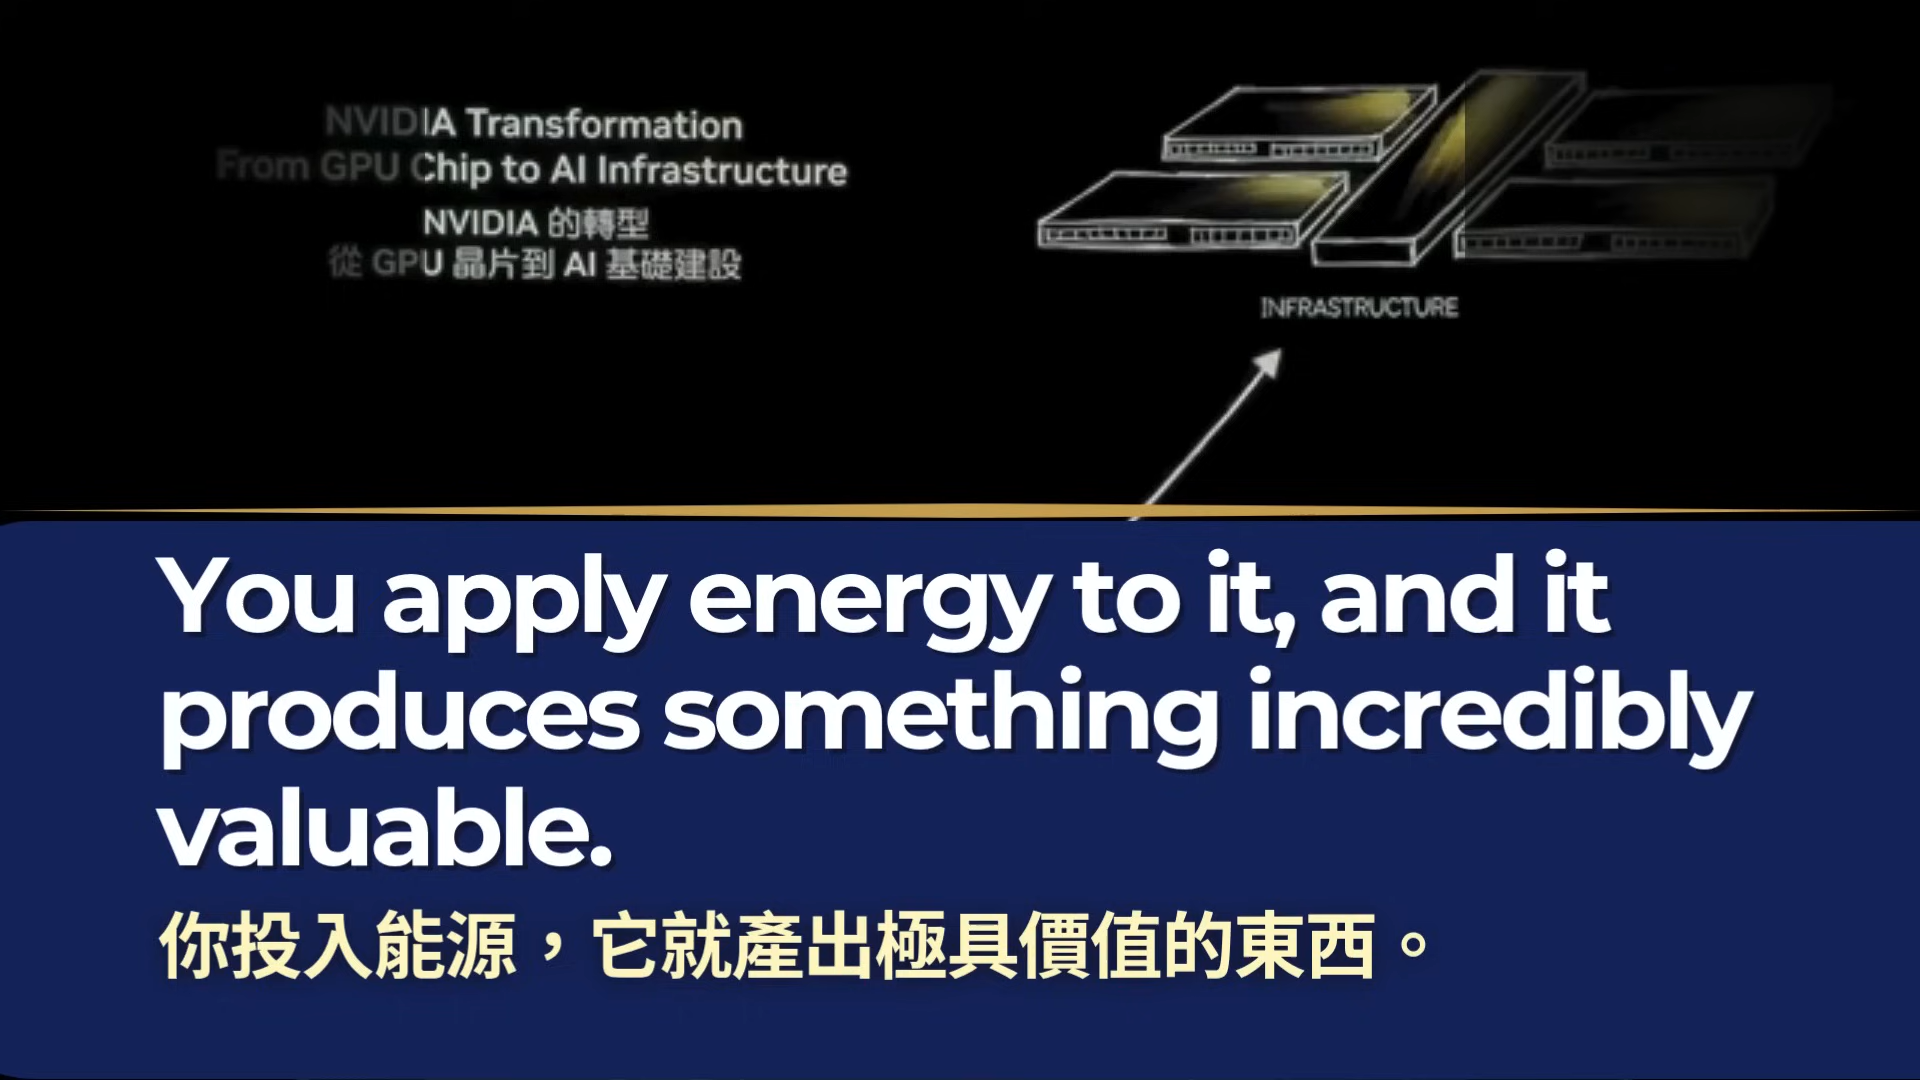 NVIDIA Transformation
From GPU Chip to AI Infrastructure
NVIDIA 的轉型
從 GPU 晶片到 AI 基礎建設
INFRASTRUCTURE
You apply energy to it, and it
produces something incredibly
valuable.
你投入能源，它就產出極具價值的東西。